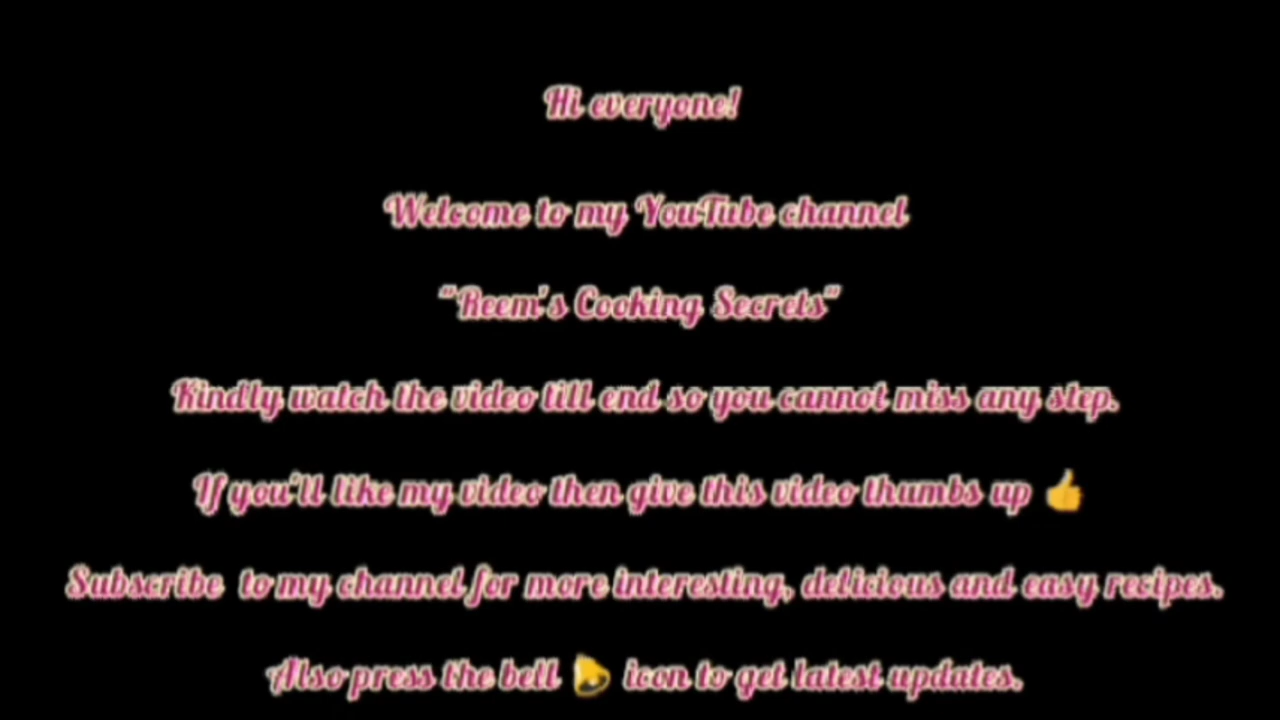 Hi everyone!
Welcome to my YouTube channel
"Reem's Cooking Secrets"
Kindly watch the video till end so you cannot miss any step.
If you'll like my video then give this video thumbs up 👍
Subscribe to my channel for more interesting, delicious and easy recipes.
Also press the bell 🔔 icon to get latest updates.